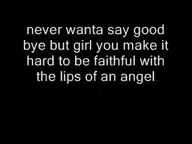 never wanta say good
bye but girl you make it
hard to be faithful with
the lips of an angel